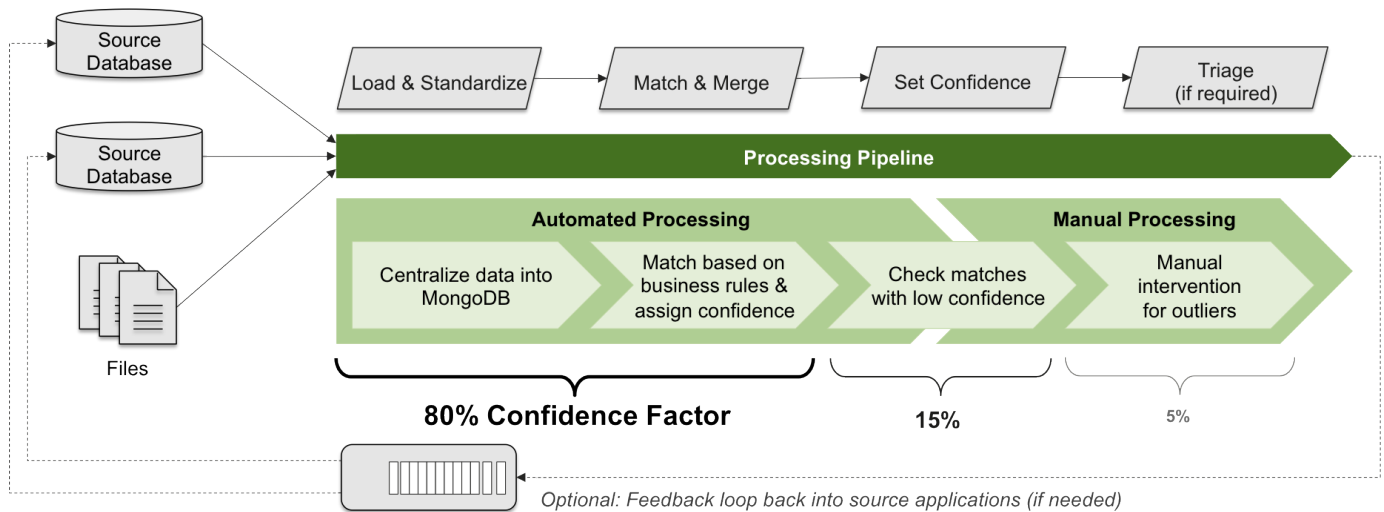 Source
Database
Load & Standardize
Match & Merge
Set Confidence
Triage
(if required)
Source
Database
Processing Pipeline
Automated Processing
Manual Processing
Centralize data into
MongoDB
Match based on
business rules &
assign confidence
Check matches
with low confidence
Manual
intervention
for outliers
Files
80% Confidence Factor
15%
5%
Optional: Feedback loop back into source applications (if needed)